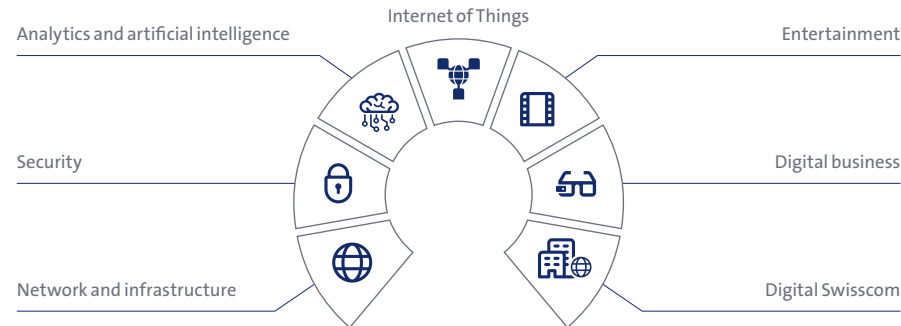 Internet of Things
Analytics and artificial intelligence
Entertainment
Security
Digital business
Network and infrastructure
Digital Swisscom